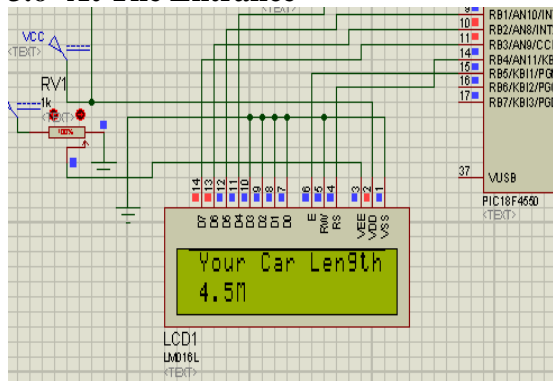 9 RB1/AN10/IN
10 RB2/AN8/INT
11 RB3/AN9/CC
14 RB4/AN11/KB
15 RB5/KBI1/PG
16 RB6/KBI2/PG
17 RB7/KBI3/PG
VCC
<TEXT>
RV1
1k
<TEXT>
100%
37 VUSB
PIC18F4550
<TEXT>
14 13 12 11 10 9 8 7 6 5 4 3 2 1
D7 D6 D5 D4 D3 D2 D1 D0 E RW RS VEE VDD VSS
Your Car Length
4.5M
LCD1
LM016L
<TEXT>